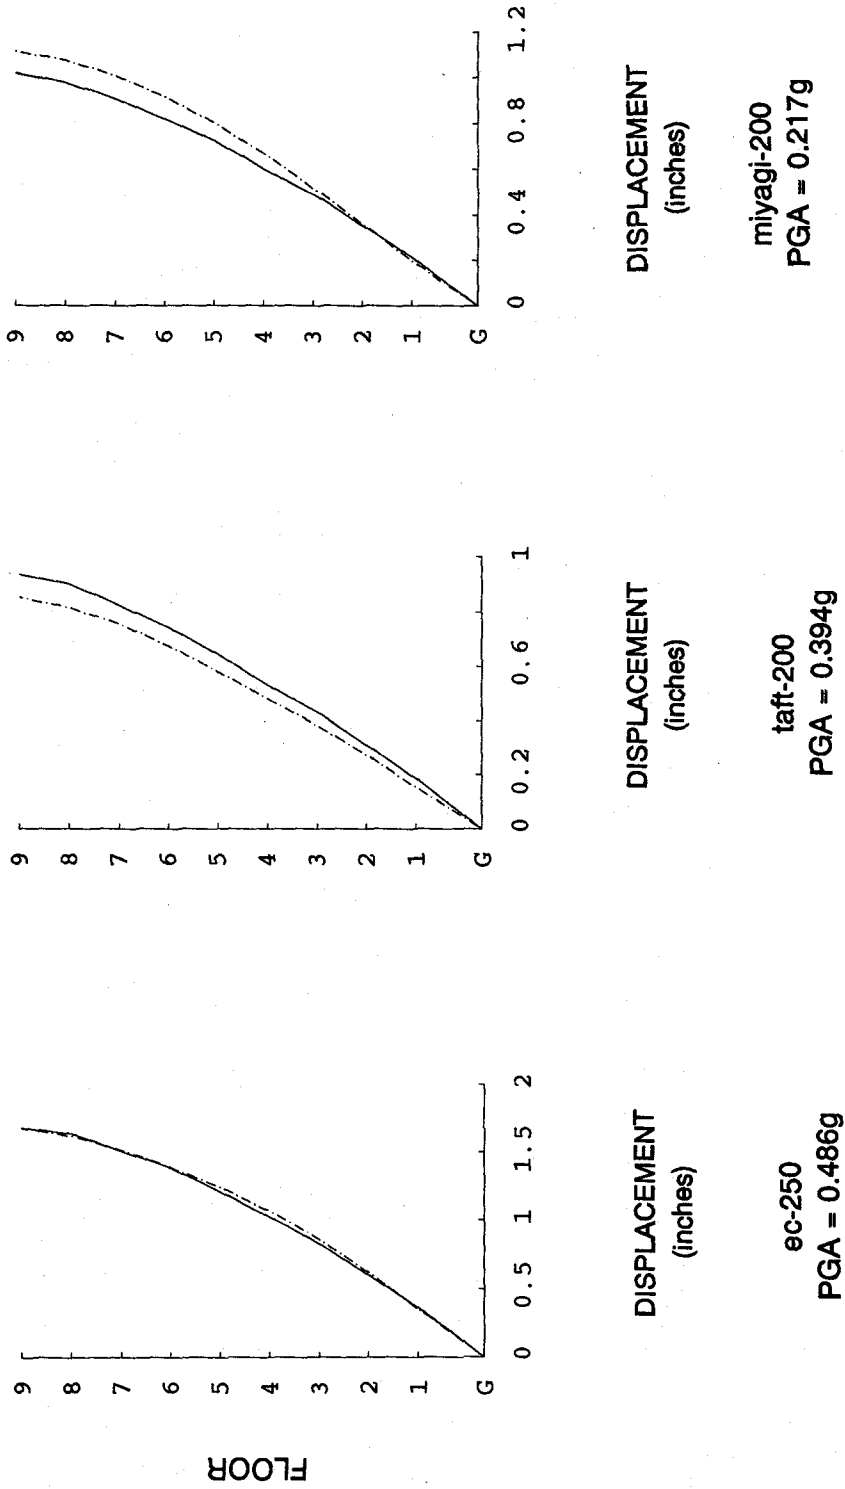 FLOOR
9
8
7
6
5
4
3
2
1
G
0 0.5 1 1.5 2
DISPLACEMENT
(inches)
ec-250
PGA = 0.486g
9
8
7
6
5
4
3
2
1
G
0 0.2 0.6 1
DISPLACEMENT
(inches)
taft-200
PGA = 0.394g
9
8
7
6
5
4
3
2
1
G
0 0.4 0.8 1.2
DISPLACEMENT
(inches)
miyagi-200
PGA = 0.217g